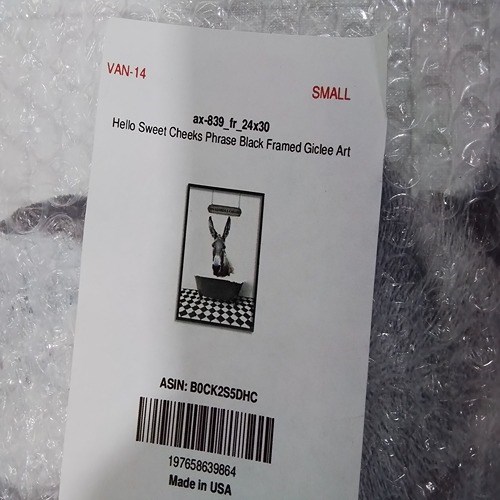 VAN-14
SMALL
ax-839_fr_24x30
Hello Sweet Cheeks Phrase Black Framed Giclee Art
ASIN: B0CK2S5DHC
197658639864
Made in USA